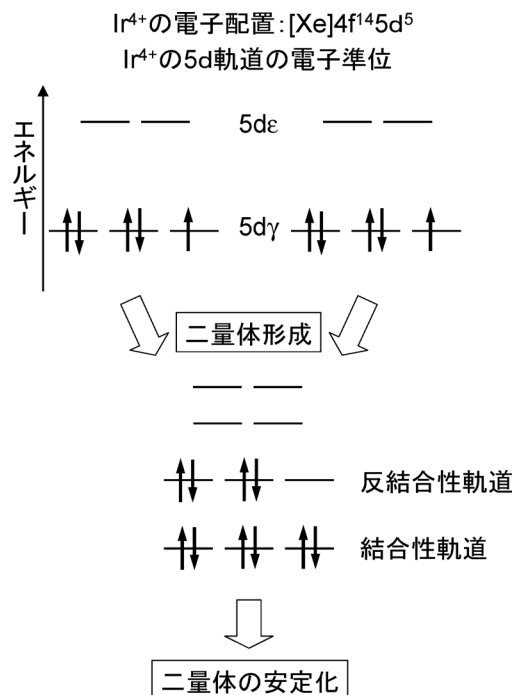 Ir⁴⁺の電子配置:[Xe]4f¹⁴5d⁵
Ir⁴⁺の5d軌道の電子準位
エネルギー
5dε
5dγ
二量体形成
反結合性軌道
結合性軌道
二量体の安定化